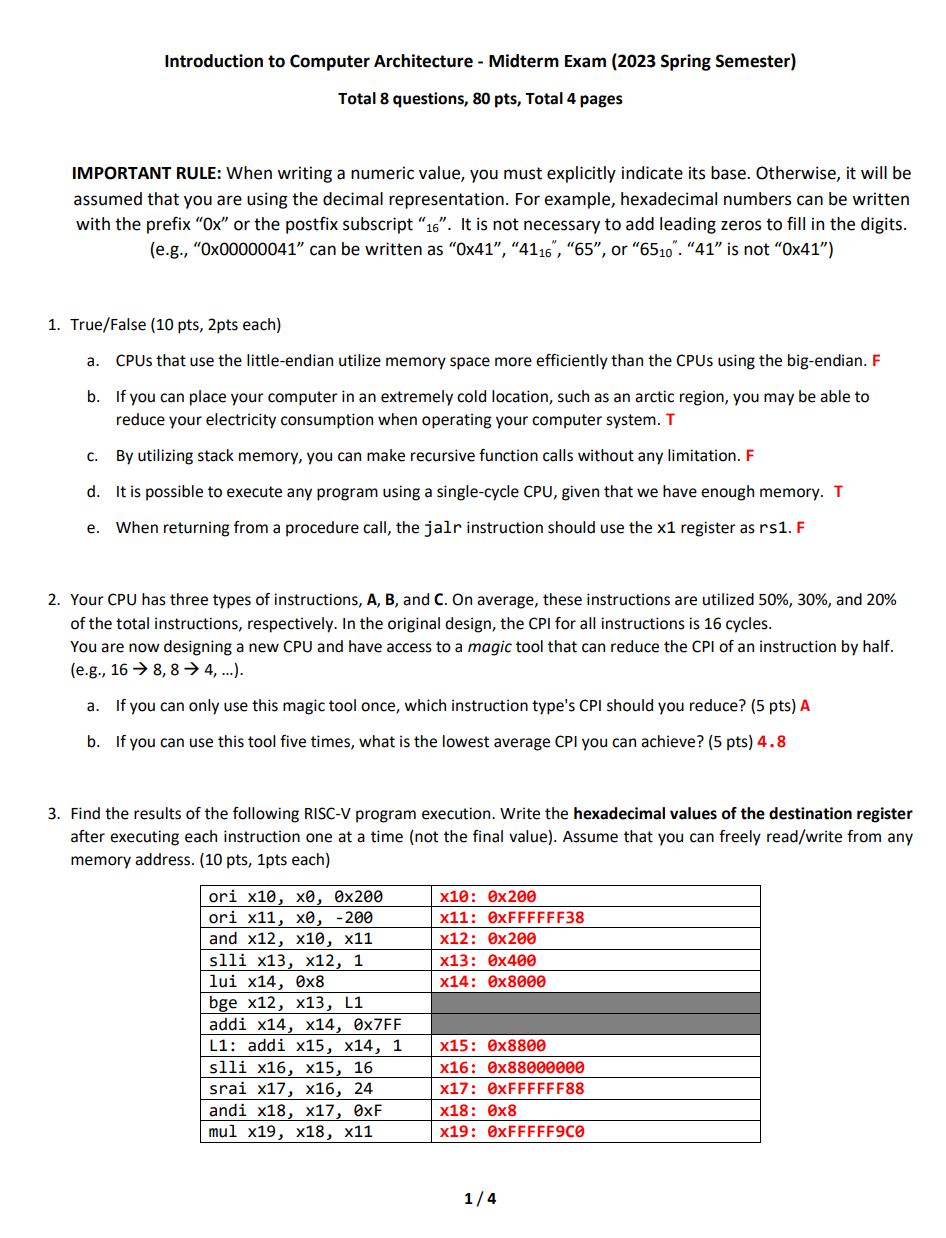 Introduction to Computer Architecture - Midterm Exam (2023 Spring Semester)
Total 8 questions, 80 pts, Total 4 pages
IMPORTANT RULE: When writing a numeric value, you must explicitly indicate its base. Otherwise, it will be
assumed that you are using the decimal representation. For example, hexadecimal numbers can be written
with the prefix “0x” or the postfix subscript “₁₆”. It is not necessary to add leading zeros to fill in the digits.
(e.g., “0x00000041” can be written as “0x41”, “41₁₆”, “65”, or “65₁₀”. “41” is not “0x41”)
1. True/False (10 pts, 2pts each)
a. CPUs that use the little-endian utilize memory space more efficiently than the CPUs using the big-endian. F
b. If you can place your computer in an extremely cold location, such as an arctic region, you may be able to
reduce your electricity consumption when operating your computer system. T
c. By utilizing stack memory, you can make recursive function calls without any limitation. F
d. It is possible to execute any program using a single-cycle CPU, given that we have enough memory. T
e. When returning from a procedure call, the jalr instruction should use the x1 register as rs1. F
2. Your CPU has three types of instructions, A, B, and C. On average, these instructions are utilized 50%, 30%, and 20%
of the total instructions, respectively. In the original design, the CPI for all instructions is 16 cycles.
You are now designing a new CPU and have access to a magic tool that can reduce the CPI of an instruction by half.
(e.g., 16 → 8, 8 → 4, ...).
a. If you can only use this magic tool once, which instruction type's CPI should you reduce? (5 pts) A
b. If you can use this tool five times, what is the lowest average CPI you can achieve? (5 pts) 4.8
3. Find the results of the following RISC-V program execution. Write the hexadecimal values of the destination register
after executing each instruction one at a time (not the final value). Assume that you can freely read/write from any
memory address. (10 pts, 1pts each)
ori x10, x0, 0x200 x10: 0x200
ori x11, x0, -200 x11: 0xFFFFFF38
and x12, x10, x11 x12: 0x200
slli x13, x12, 1 x13: 0x400
lui x14, 0x8 x14: 0x8000
bge x12, x13, L1
addi x14, x14, 0x7FF
L1: addi x15, x14, 1 x15: 0x8800
slli x16, x15, 16 x16: 0x88000000
srai x17, x16, 24 x17: 0xFFFFFF88
andi x18, x17, 0xF x18: 0x8
mul x19, x18, x11 x19: 0xFFFFF9C0
1 / 4